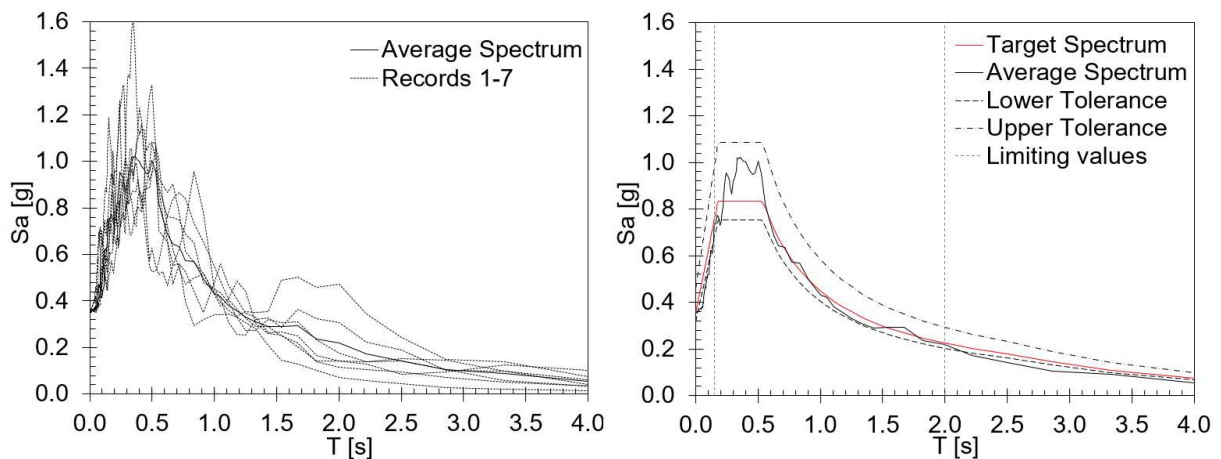 1.6
1.4
1.2
1.0
0.8
0.6
0.4
0.2
0.0
Sa [g]
Average Spectrum
Records 1-7
0.0 0.5 1.0 1.5 2.0 2.5 3.0 3.5 4.0
T [s]
1.6
1.4
1.2
1.0
0.8
0.6
0.4
0.2
0.0
Sa [g]
Target Spectrum
Average Spectrum
Lower Tolerance
Upper Tolerance
Limiting values
0.0 0.5 1.0 1.5 2.0 2.5 3.0 3.5 4.0
T [s]